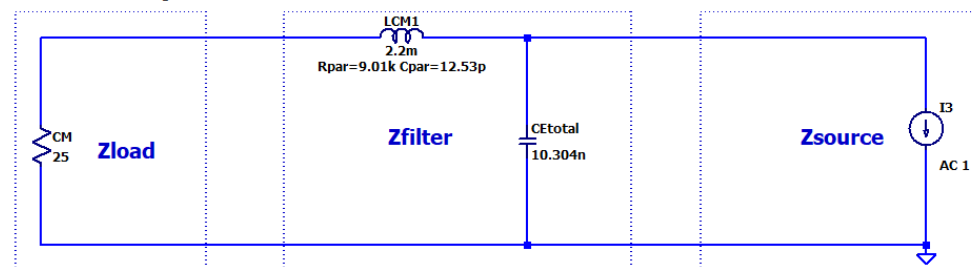 LCM1
2.2m
Rpar=9.01k Cpar=12.53p
I3
CM
25
Zload
Zfilter
CEtotal
10.304n
Zsource
AC 1